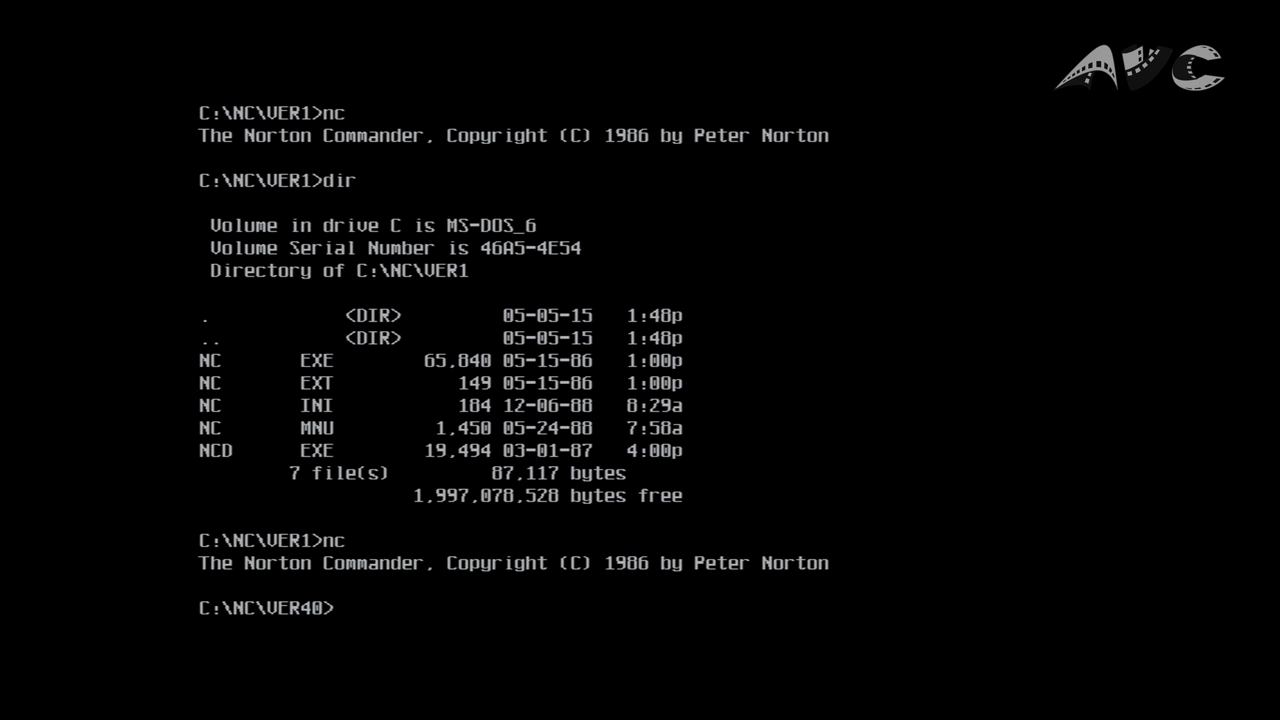 AVC
C:\NC\VER1>nc
The Norton Commander, Copyright (C) 1986 by Peter Norton
C:\NC\VER1>dir
Volume in drive C is MS-DOS_6
Volume Serial Number is 46A5-4E54
Directory of C:\NC\VER1
. <DIR> 05-05-15 1:48p
.. <DIR> 05-05-15 1:48p
NC EXE 65,840 05-15-86 1:00p
NC EXT 149 05-15-86 1:00p
NC INI 184 12-06-88 8:29a
NC MNU 1,450 05-24-88 7:58a
NCD EXE 19,494 03-01-87 4:00p
7 file(s) 87,117 bytes
1,997,078,528 bytes free
C:\NC\VER1>nc
The Norton Commander, Copyright (C) 1986 by Peter Norton
C:\NC\VER40>